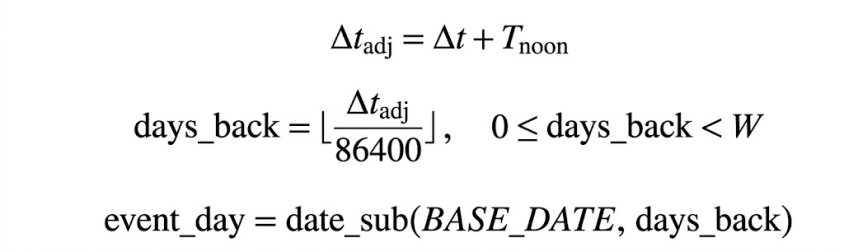 Δt_adj = Δt + T_noon
days_back = ⌊Δt_adj / 86400⌋, 0 ≤ days_back < W
event_day = date_sub(BASE_DATE, days_back)